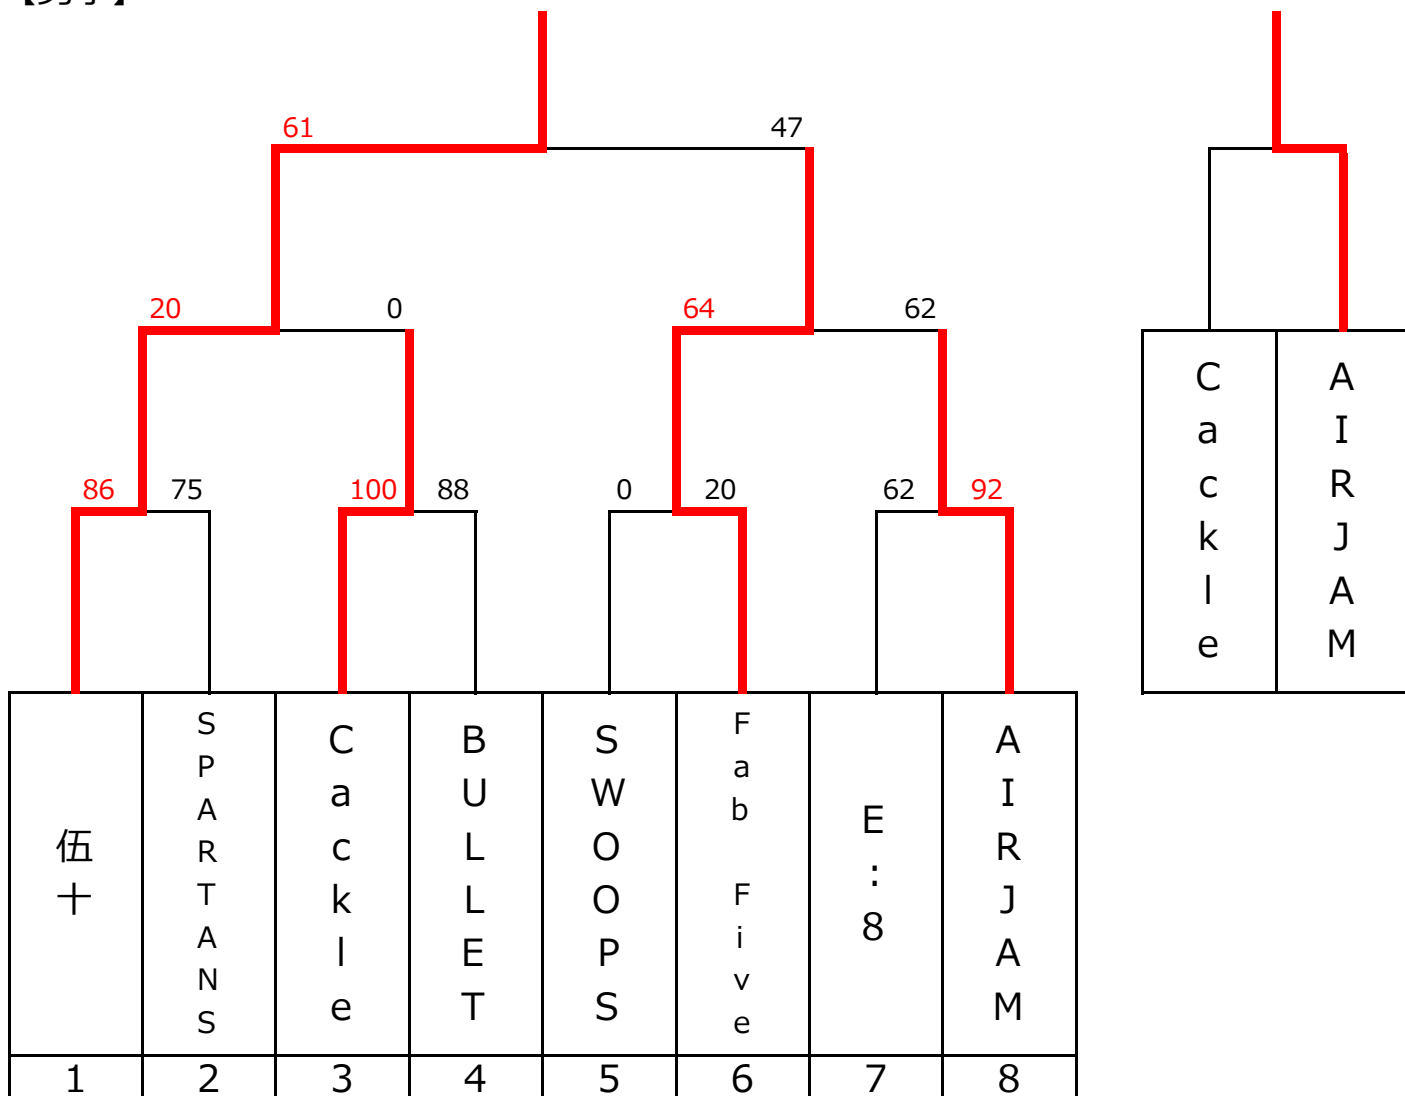 61 47
20 0 64 62
86 75 100 88 0 20 62 92
Cackle
AIRJAM
伍十
SPARTANS
Cackle
BULLET
SWOOPS
Fab Five
E:8
AIRJAM
1 2 3 4 5 6 7 8